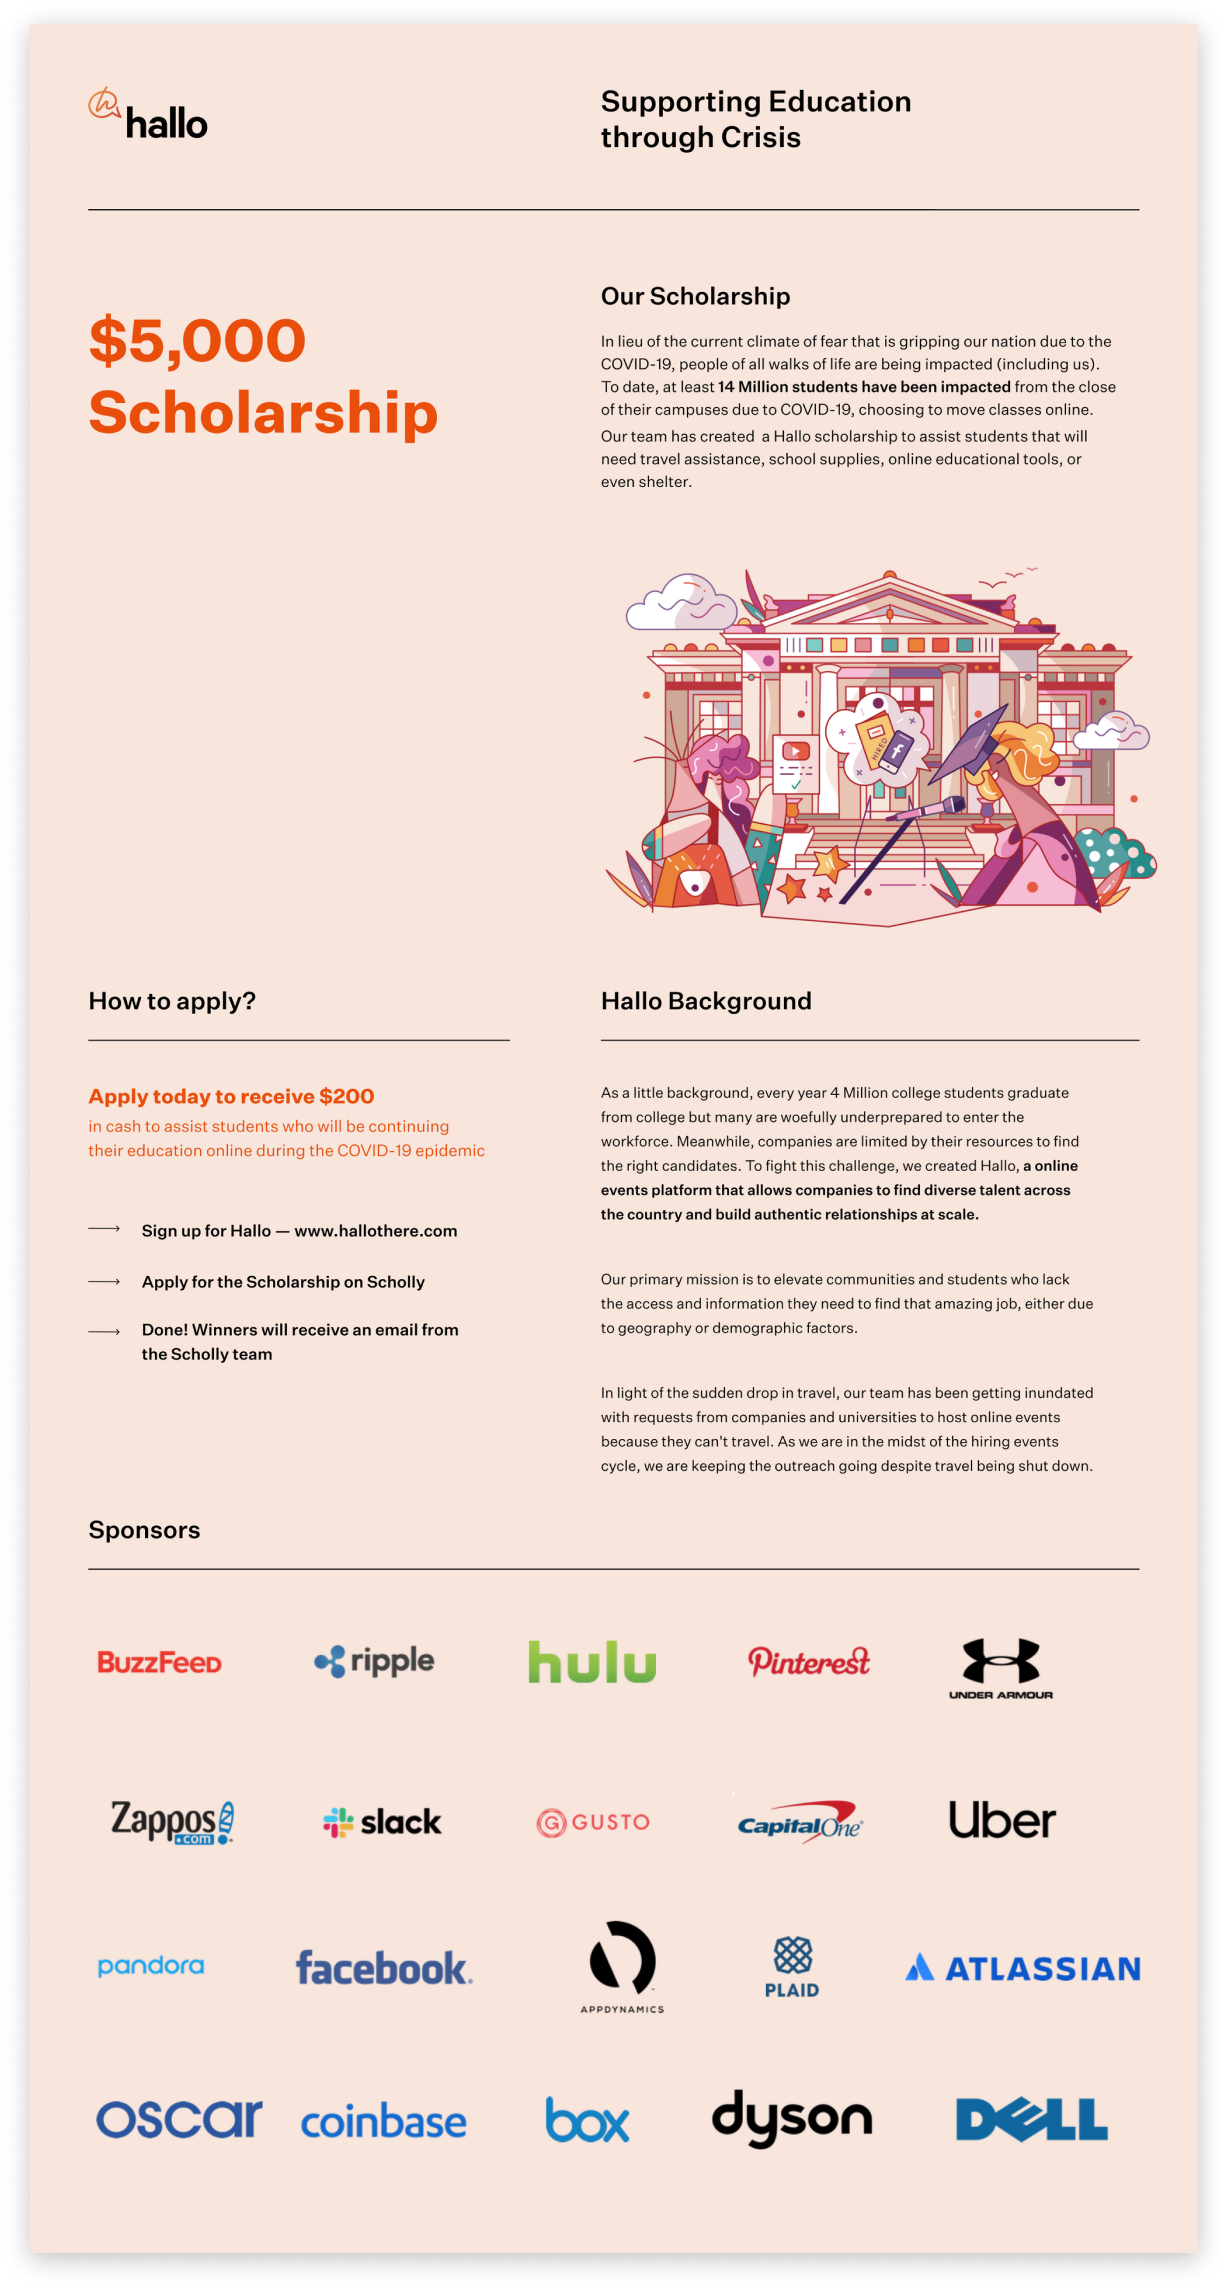 hallo
Supporting Education
through Crisis
$5,000
Scholarship
Our Scholarship
In lieu of the current climate of fear that is gripping our nation due to the
COVID-19, people of all walks of life are being impacted (including us).
To date, at least 14 Million students have been impacted from the close
of their campuses due to COVID-19, choosing to move classes online.
Our team has created  a Hallo scholarship to assist students that will
need travel assistance, school supplies, online educational tools, or
even shelter.
HIRED
f
How to apply?
Apply today to receive $200
in cash to assist students who will be continuing
their education online during the COVID-19 epidemic
Sign up for Hallo — www.hallothere.com
Apply for the Scholarship on Scholly
Done! Winners will receive an email from
the Scholly team
Hallo Background
As a little background, every year 4 Million college students graduate
from college but many are woefully underprepared to enter the
workforce. Meanwhile, companies are limited by their resources to find
the right candidates. To fight this challenge, we created Hallo, a online
events platform that allows companies to find diverse talent across
the country and build authentic relationships at scale.
Our primary mission is to elevate communities and students who lack
the access and information they need to find that amazing job, either due
to geography or demographic factors.
In light of the sudden drop in travel, our team has been getting inundated
with requests from companies and universities to host online events
because they can't travel. As we are in the midst of the hiring events
cycle, we are keeping the outreach going despite travel being shut down.
Sponsors
BuzzFeeD
ripple
hulu
Pinterest
UNDER ARMOUR
Zappos
.com
slack
G GUSTO
CapitalOne®
Uber
pandora
facebook.
APPDYNAMICS
PLAID
ATLASSIAN
oscar
coinbase
box
dyson
DELL